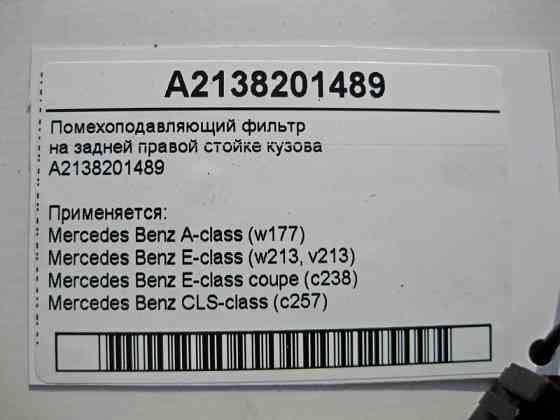 A2138201489
Помехоподавляющий фильтр
на задней правой стойке кузова
A2138201489
Применяется:
Mercedes Benz A-class (w177)
Mercedes Benz E-class (w213, v213)
Mercedes Benz E-class coupe (c238)
Mercedes Benz CLS-class (c257)